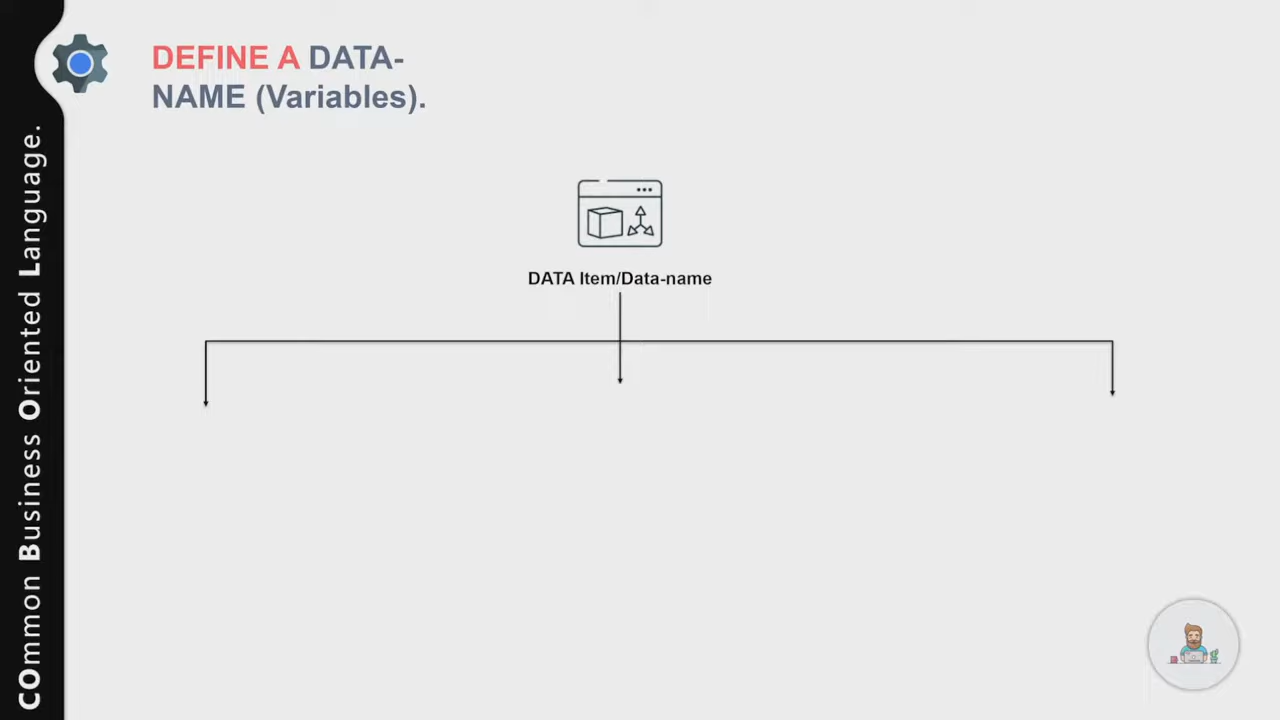 DEFINE A DATA-
NAME (Variables).
DATA Item/Data-name
COmmon Business Oriented Language.